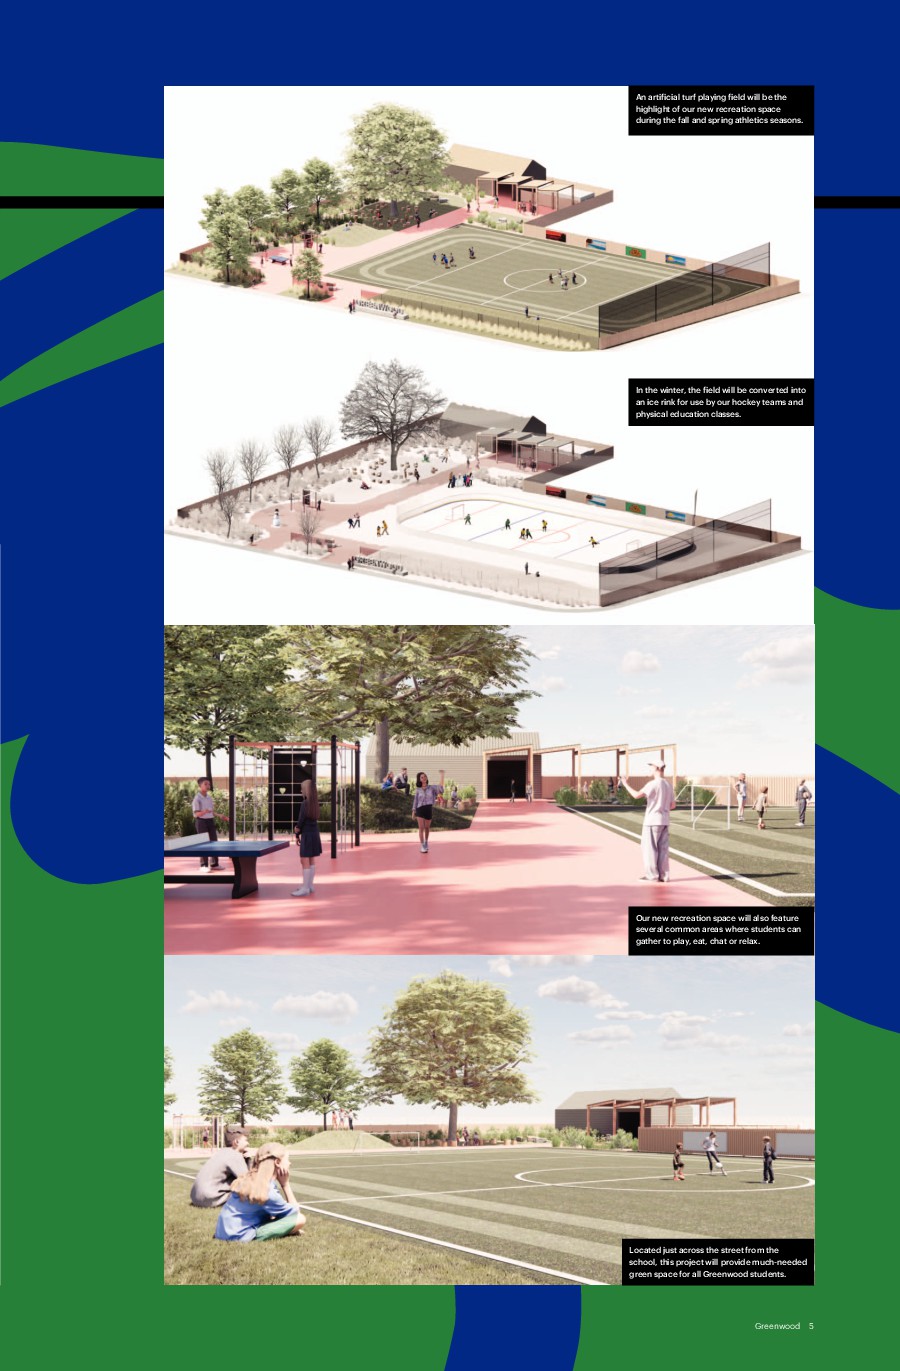 An artificial turf playing field will be the
highlight of our new recreation space
during the fall and spring athletics seasons.
GREENWOOD
In the winter, the field will be converted into
an ice rink for use by our hockey teams and
physical education classes.
GREENWOOD
Our new recreation space will also feature
several common areas where students can
gather to play, eat, chat or relax.
Located just across the street from the
school, this project will provide much-needed
green space for all Greenwood students.
Greenwood 5